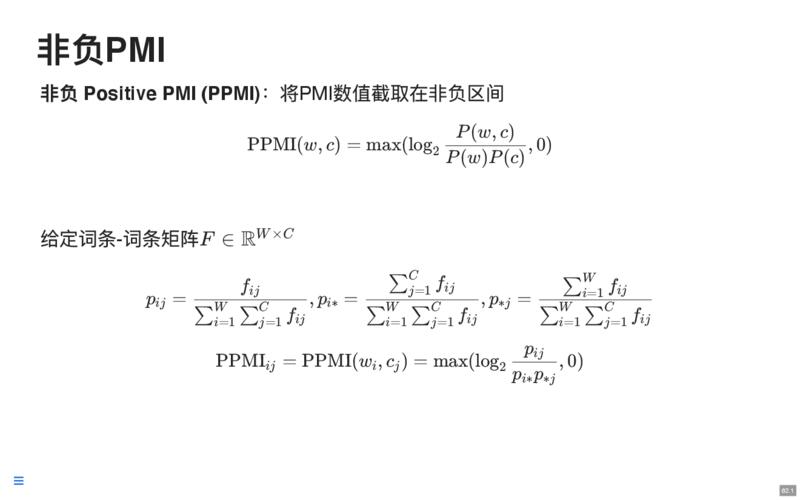 非负PMI
非负 Positive PMI (PPMI)：将PMI数值截取在非负区间
$\text{PPMI}(w, c) = \max(\log_2 \frac{P(w, c)}{P(w)P(c)}, 0)$
给定词条-词条矩阵$F \in \mathbb{R}^{W \times C}$
$p_{ij} = \frac{f_{ij}}{\sum_{i=1}^{W} \sum_{j=1}^{C} f_{ij}}, p_{i*} = \frac{\sum_{j=1}^{C} f_{ij}}{\sum_{i=1}^{W} \sum_{j=1}^{C} f_{ij}}, p_{*j} = \frac{\sum_{i=1}^{W} f_{ij}}{\sum_{i=1}^{W} \sum_{j=1}^{C} f_{ij}}$
$\text{PPMI}_{ij} = \text{PPMI}(w_i, c_j) = \max(\log_2 \frac{p_{ij}}{p_{i*} p_{*j}}, 0)$
62.1